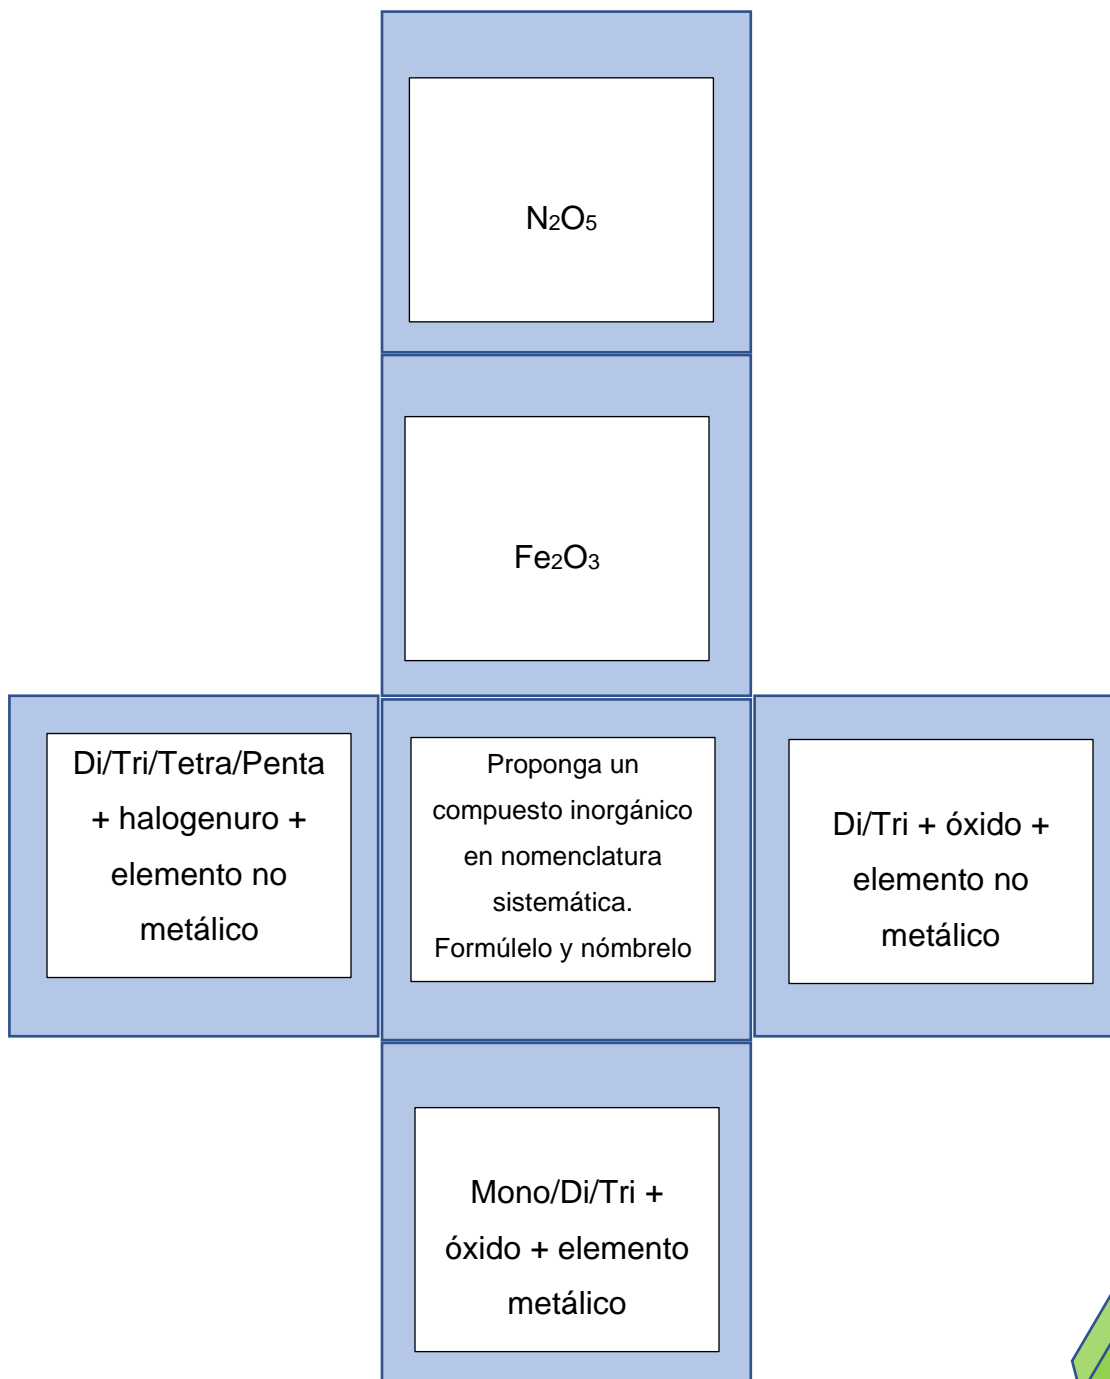 N₂O₅
Fe₂O₃
Di/Tri/Tetra/Penta
+ halogenuro +
elemento no
metálico
Proponga un
compuesto inorgánico
en nomenclatura
sistemática.
Formúlelo y nómbrelo
Di/Tri + óxido +
elemento no
metálico
Mono/Di/Tri +
óxido + elemento
metálico